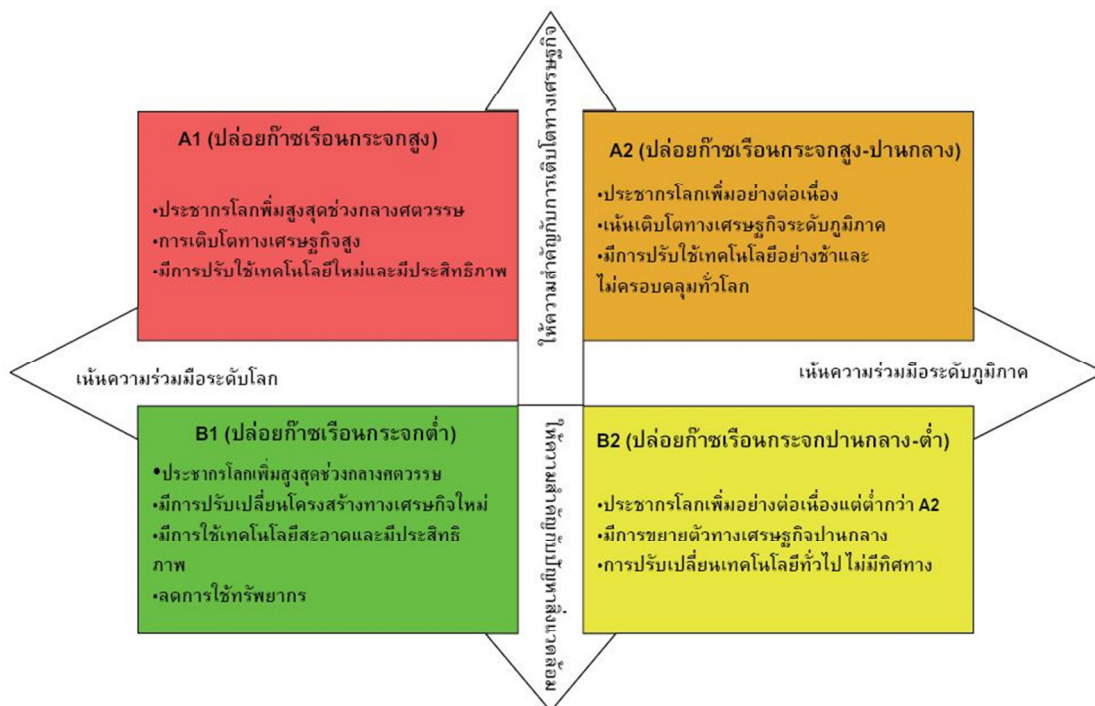 ให้ความสำคัญกับการเติบโตทางเศรษฐกิจ
A1 (ปล่อยก๊าซเรือนกระจกสูง)
•ประชากรโลกพิ่มสูงสุดช่วงกลางศตวรรษ
•การเติบโตทางเศรษฐกิจสูง
•มีการปรับใช้เทคโนโลยีใหม่และมีประสิทธิภาพ
A2 (ปล่อยก๊าซเรือนกระจกสูง-ปานกลาง)
•ประชากรโลกเพิ่มอย่างต่อเนื่อง
•เน้นเติบโตทางเศรษฐกิจระดับภูมิภาค
•มีการปรับใช้เทคโนโลยีอย่างช้าและ
ไม่ครอบคลุมทั่วโลก
เน้นความร่วมมือระดับโลก
เน้นความร่วมมือระดับภูมิภาค
B1 (ปล่อยก๊าซเรือนกระจกต่ำ)
•ประชากรโลกเพิ่มสูงสุดช่วงกลางศตวรรษ
•มีการปรับเปลี่ยนโครงสร้างทางเศรษกิจใหม่
•มีการใช้เทคโนโลยีสะอาดและมีประสิทธิ
ภาพ
•ลดการใช้ทรัพยากร
ให้ความสำคัญกับปัญหาสิ่งแวดล้อม
B2 (ปล่อยก๊าซเรือนกระจกปานกลาง-ต่ำ)
•ประชากรโลกเพิ่มอย่างต่อเนื่องแต่ต่ำกว่า A2
•มีการขยายตัวทางเศรษฐกิจปานกลาง
•การปรับเปลี่ยนเทคโนโลยีทั่วไป ไม่มีทิศทาง